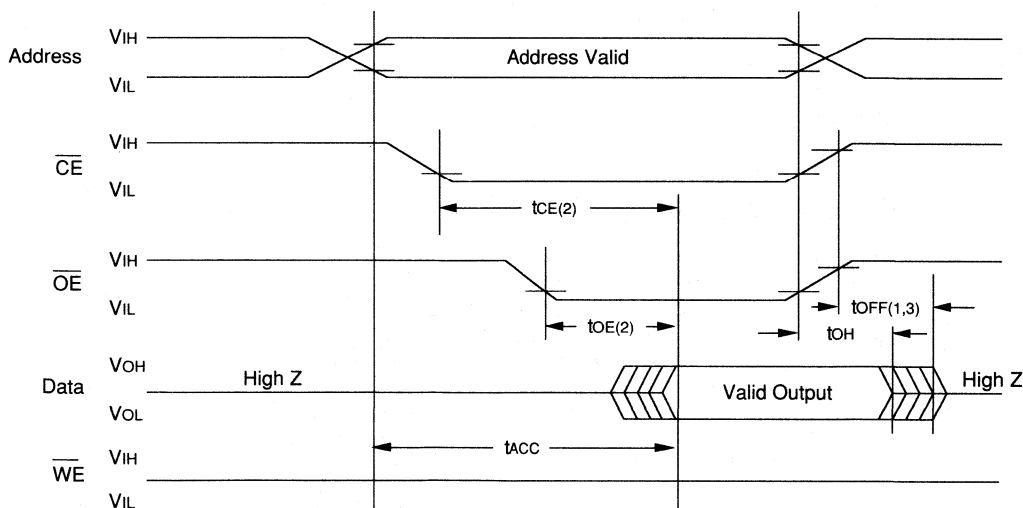 Address
VIH
VIL
Address Valid
CE
VIH
VIL
tCE(2)
OE
VIH
VIL
tOE(2)
tOFF(1,3)
tOH
Data
VOH
VOL
High Z
Valid Output
High Z
tACC
WE
VIH
VIL